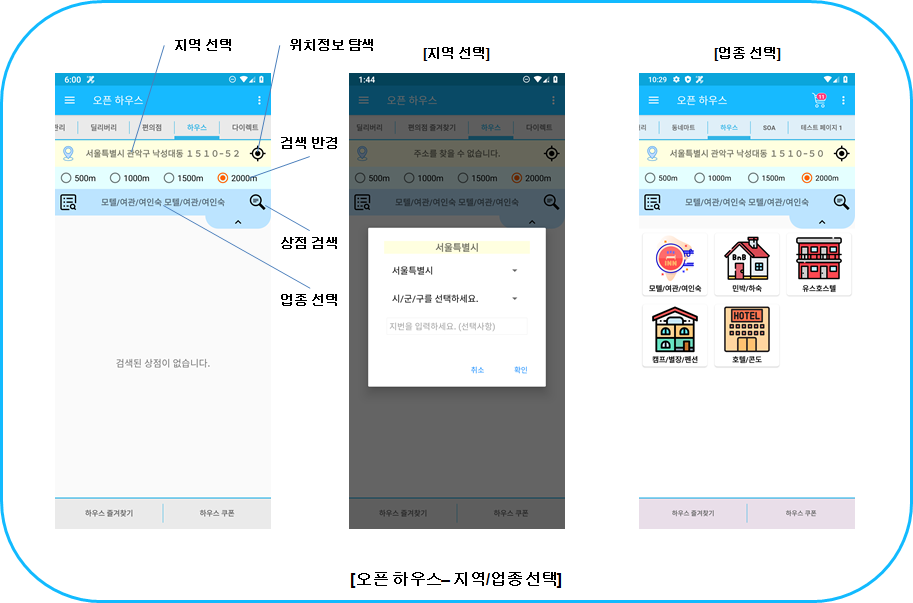 지역 선택
위치정보 탐색
[지역 선택]
[업종 선택]
6:00
오픈 하우스
관리 딜리버리 편의점 하우스 다이렉트
서울특별시 관악구 낙성대동 1510-52
500m 1000m 1500m 2000m
모텔/여관/여인숙 모텔/여관/여인숙
검색된 상점이 없습니다.
하우스 즐겨찾기 하우스 쿠폰
검색 반경
상점 검색
업종 선택
1:44
오픈 하우스
딜리버리 편의점 즐겨찾기 하우스 다이렉트
주소를 찾을 수 없습니다.
500m 1000m 1500m 2000m
모텔/여관/여인숙 모텔/여관/여인숙
서울특별시
서울특별시
시/군/구를 선택하세요.
지번을 입력하세요. (선택사항)
취소 확인
하우스 즐겨찾기 하우스 쿠폰
10:29
오픈 하우스
11
리 동네마트 하우스 SOA 테스트 페이지 1
서울특별시 관악구 낙성대동 1510-50
500m 1000m 1500m 2000m
모텔/여관/여인숙 모텔/여관/여인숙
INN
BnB
모텔/여관/여인숙 민박/하숙 유스호스텔
HOTEL
캠프/별장/펜션 호텔/콘도
하우스 즐겨찾기 하우스 쿠폰
[오픈 하우스– 지역/업종선택]